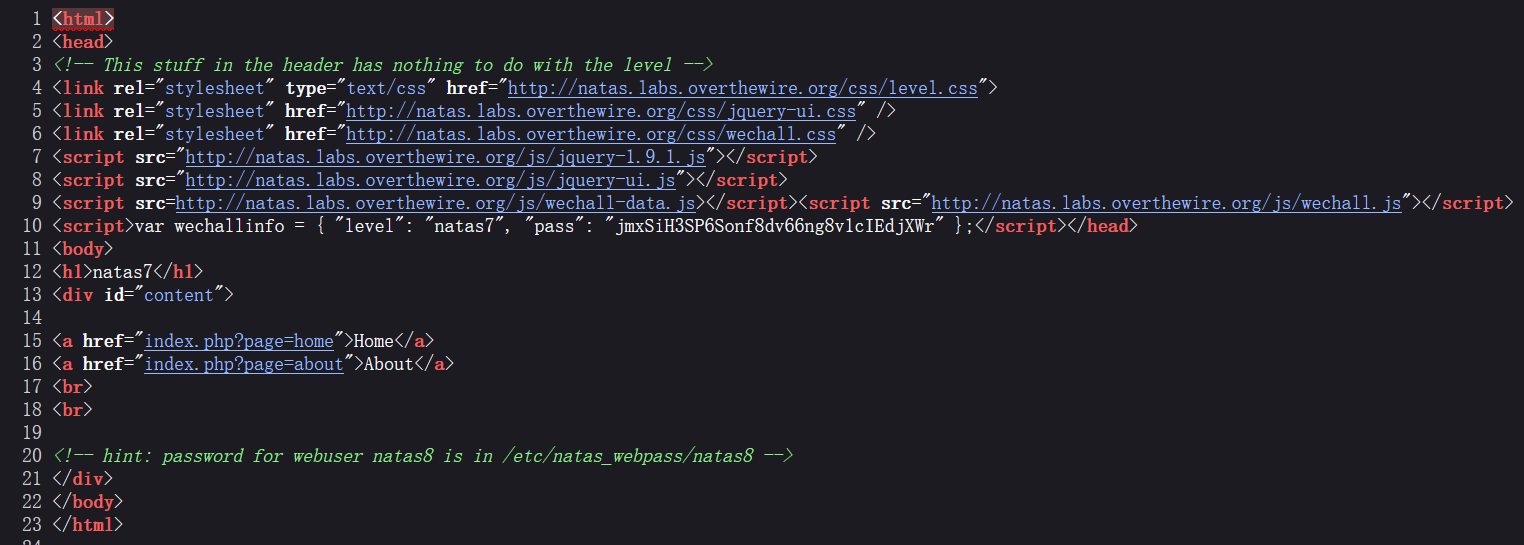 1 <html>
2 <head>
3 <!-- This stuff in the header has nothing to do with the level -->
4 <link rel="stylesheet" type="text/css" href="http://natas.labs.overthewire.org/css/level.css">
5 <link rel="stylesheet" href="http://natas.labs.overthewire.org/css/jquery-ui.css" />
6 <link rel="stylesheet" href="http://natas.labs.overthewire.org/css/wechall.css" />
7 <script src="http://natas.labs.overthewire.org/js/jquery-1.9.1.js"></script>
8 <script src="http://natas.labs.overthewire.org/js/jquery-ui.js"></script>
9 <script src=http://natas.labs.overthewire.org/js/wechall-data.js></script><script src="http://natas.labs.overthewire.org/js/wechall.js"></script>
10 <script>var wechallinfo = { "level": "natas7", "pass": "jmxSiH3SP6Sonf8dv66ng8v1cIEdjXWr" };</script></head>
11 <body>
12 <h1>natas7</h1>
13 <div id="content">
14
15 <a href="index.php?page=home">Home</a>
16 <a href="index.php?page=about">About</a>
17 <br>
18 <br>
19
20 <!-- hint: password for webuser natas8 is in /etc/natas_webpass/natas8 -->
21 </div>
22 </body>
23 </html>